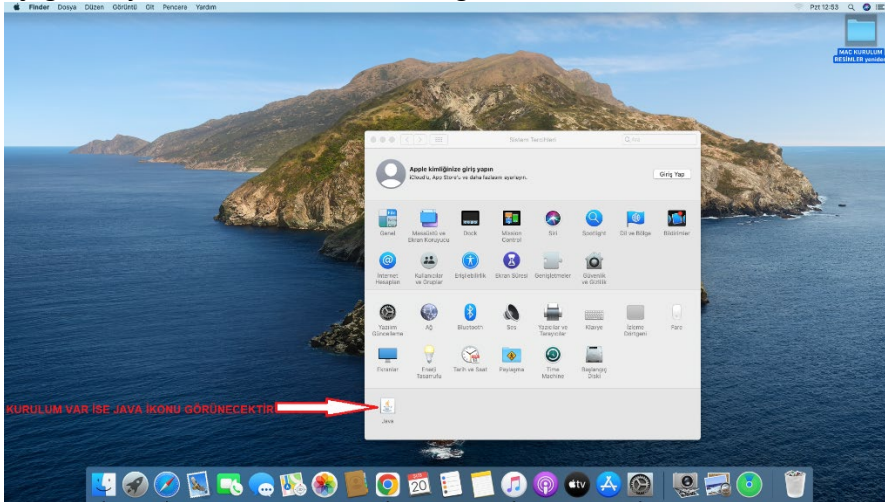 Finder Dosya Düzen Görüntü Git Pencere Yardım
Pzt 12:53
MAC KURULUM
RESİMLER yeniden
Sistem Tercihleri
Ara
Apple kimliğinize giriş yapın
iCloud'u, App Store'u ve daha fazlasını ayarlayın.
Giriş Yap
Genel
Masaüstü ve
Ekran Koruyucu
Dock
Mission
Control
Siri
Spotlight
Dil ve Bölge
Bildirimler
İnternet
Hesapları
Kullanıcılar
ve Gruplar
Erişilebilirlik
Ekran Süresi
Genişletmeler
Güvenlik
ve Gizlilik
Yazılım
Güncelleme
Ağ
Bluetooth
Ses
Yazıcılar ve
Tarayıcılar
Klavye
İzleme
Dörtgeni
Fare
Ekranlar
Enerji
Tasarrufu
Tarih ve Saat
Paylaşma
Time
Machine
Başlangıç
Diski
KURULUM VAR İSE JAVA İKONU GÖRÜNECEKTİR
Java
20
tv